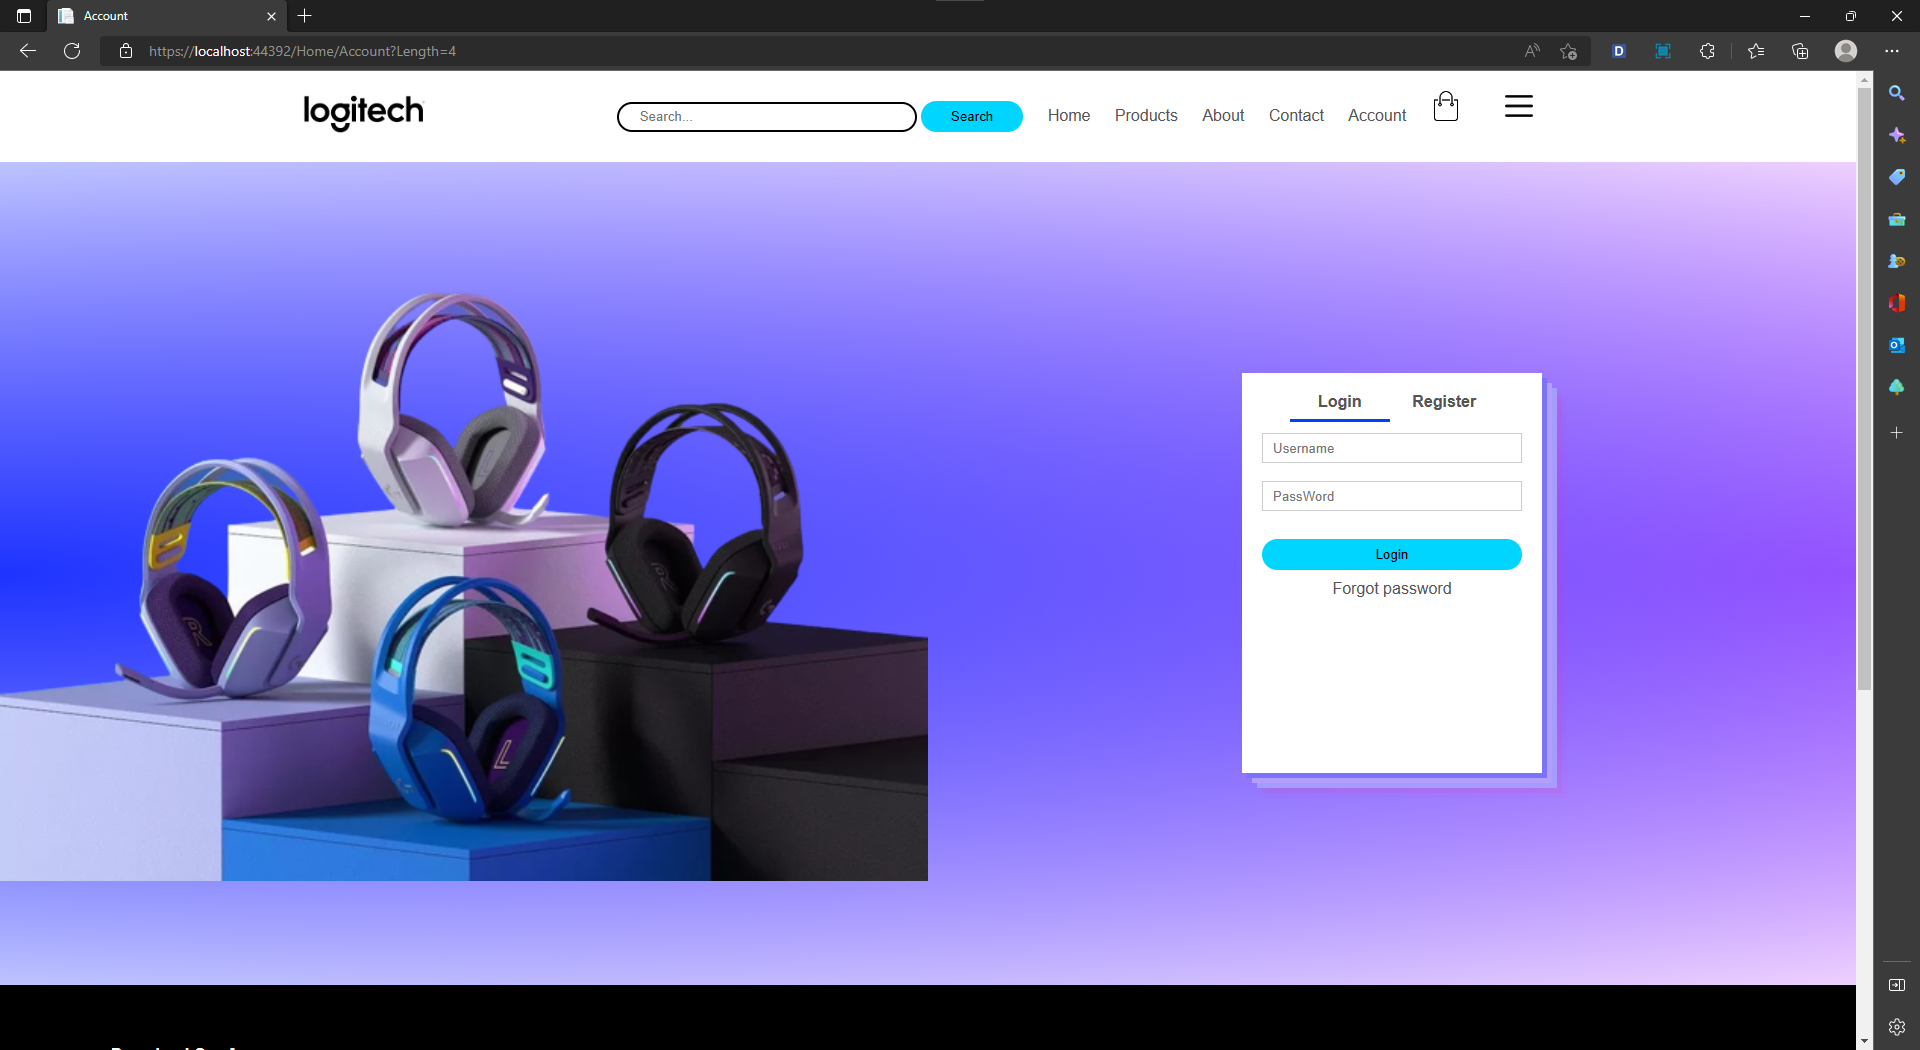 Account
https://localhost:44392/Home/Account?Length=4
logitech
Search...
Search
Home
Products
About
Contact
Account
Login
Register
Username
PassWord
Login
Forgot password